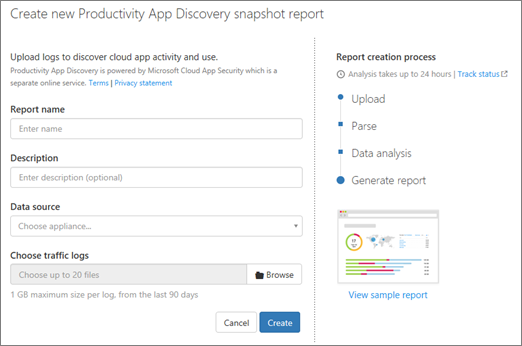 Create new Productivity App Discovery snapshot report
Upload logs to discover cloud app activity and use.
Productivity App Discovery is powered by Microsoft Cloud App Security which is a
separate online service. Terms | Privacy statement
Report name
Enter name
Description
Enter description (optional)
Data source
Choose appliance...
Choose traffic logs
Choose up to 20 files
Browse
1 GB maximum size per log, from the last 90 days
Cancel
Create
Report creation process
Analysis takes up to 24 hours | Track status
Upload
Parse
Data analysis
Generate report
View sample report